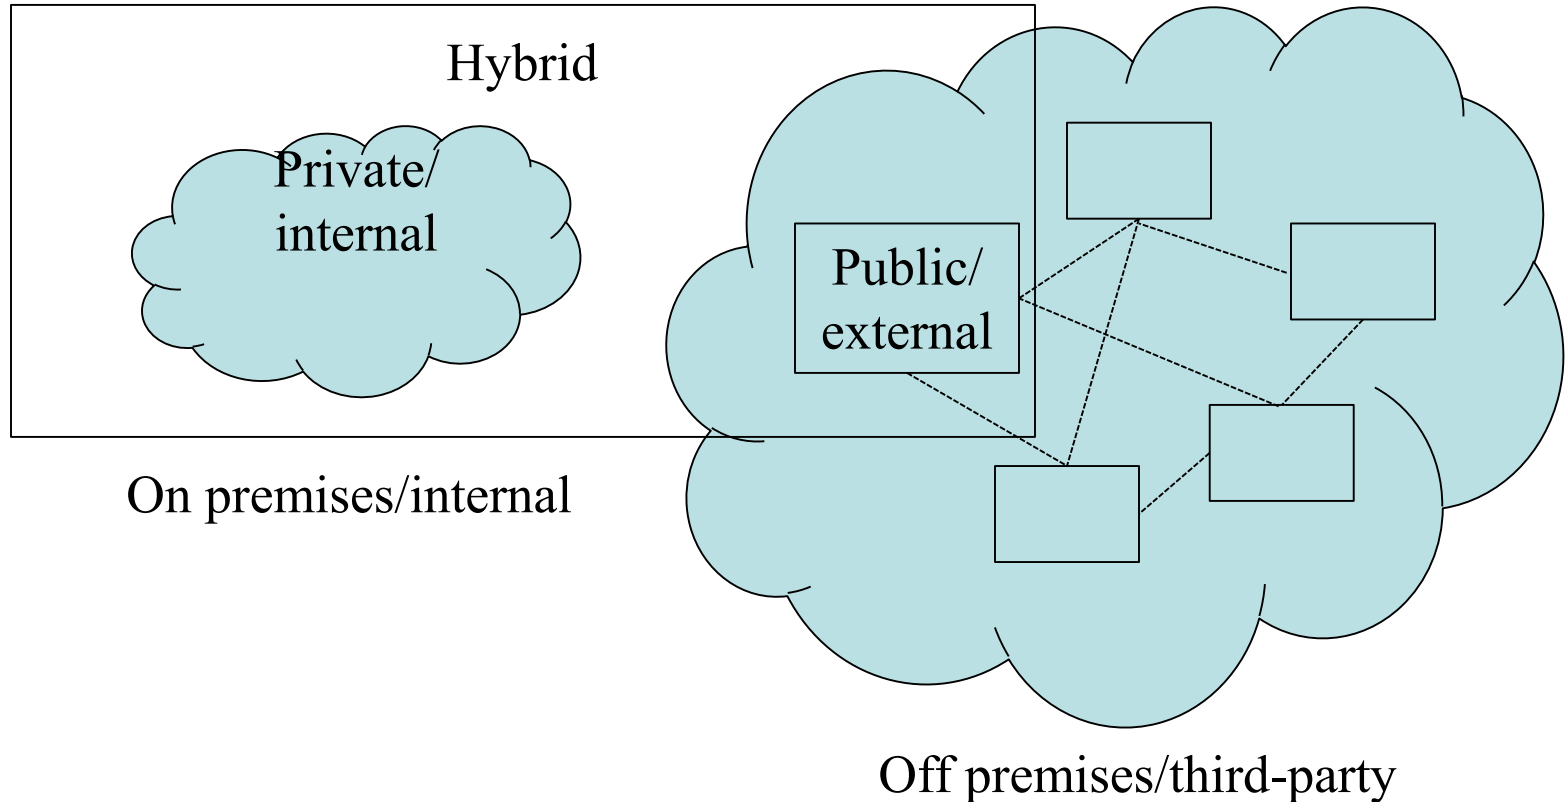 Hybrid
Private/
internal
Public/
external
On premises/internal
Off premises/third-party